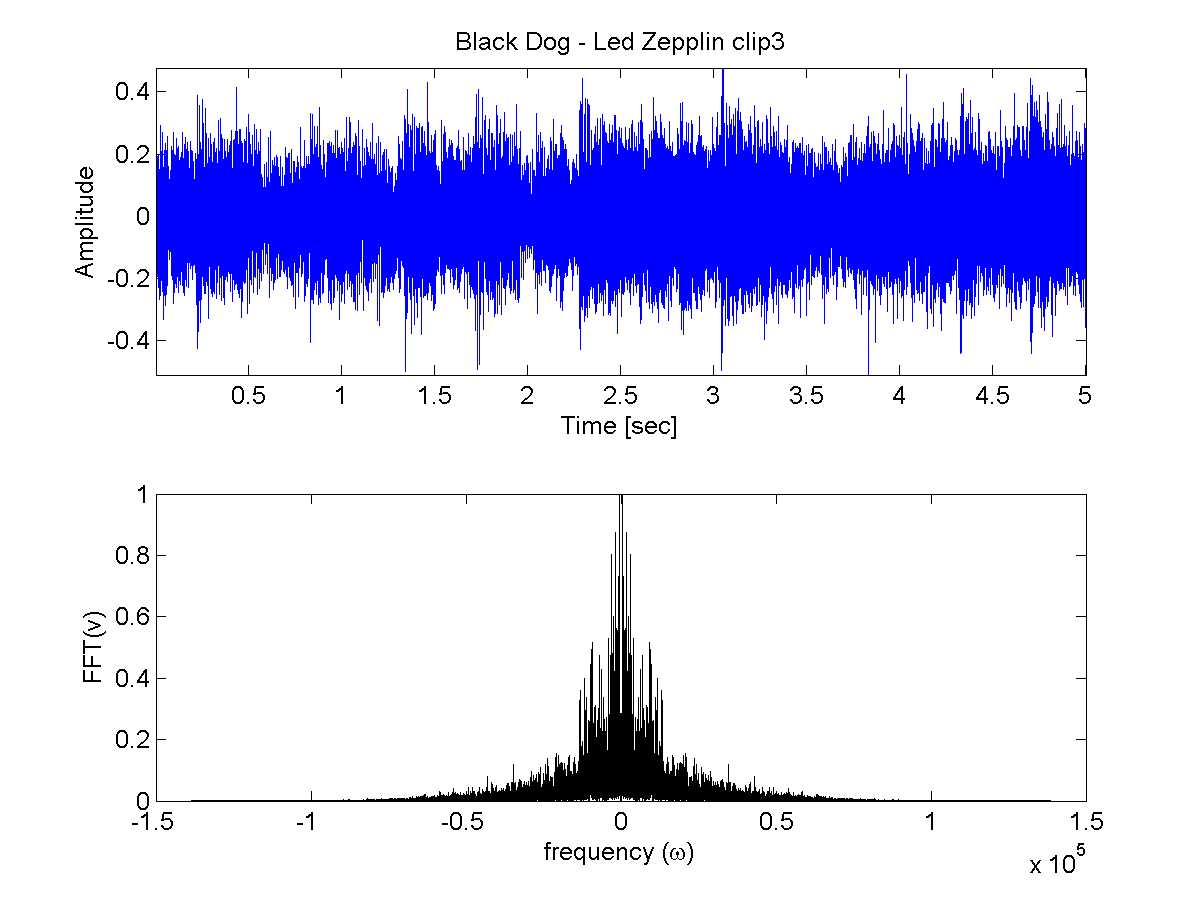 Black Dog - Led Zepplin clip3
0.4
0.2
0
-0.2
-0.4
Amplitude
0.5 1 1.5 2 2.5 3 3.5 4 4.5 5
Time [sec]
1
0.8
0.6
0.4
0.2
0
FFT(v)
-1.5 -1 -0.5 0 0.5 1 1.5
frequency (ω)
x 10^5